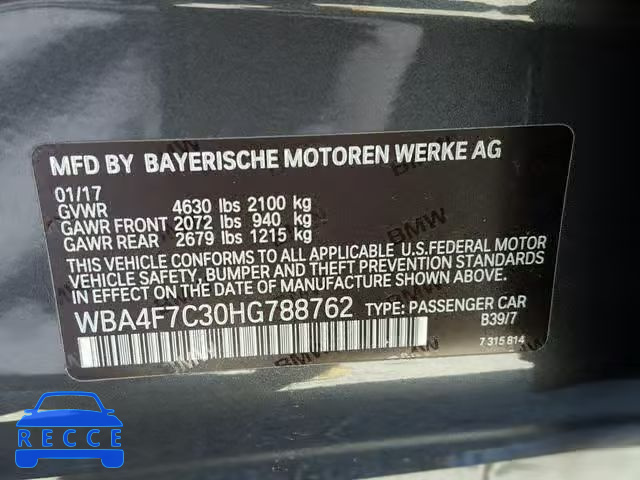 MFD BY BAYERISCHE MOTOREN WERKE AG
01/17
GVWR 4630 lbs 2100 kg
GAWR FRONT 2072 lbs 940 kg
GAWR REAR 2679 lbs 1215 kg
THIS VEHICLE CONFORMS TO ALL APPLICABLE U.S.FEDERAL MOTOR
VEHICLE SAFETY, BUMPER AND THEFT PREVENTION STANDARDS
IN EFFECT ON THE DATE OF MANUFACTURE SHOWN ABOVE.
WBA4F7C30HG788762 TYPE: PASSENGER CAR
B39/7
7 315 814
BMW
BMW
BMW
RECCE